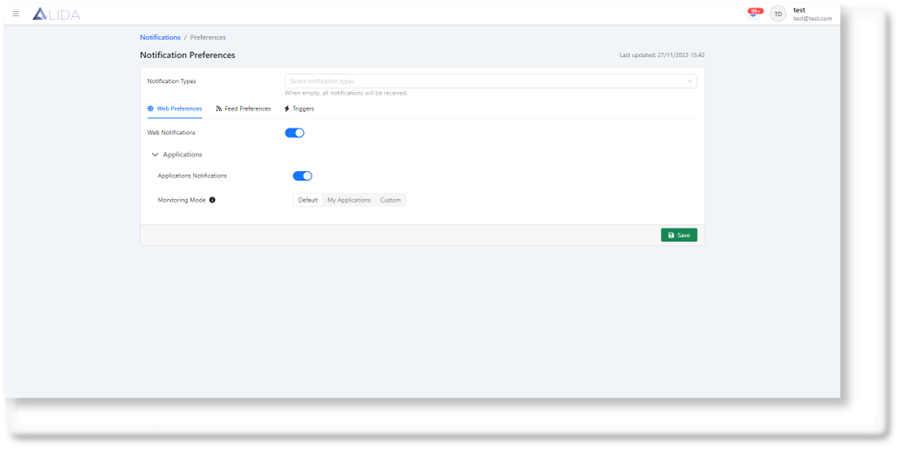 ALIDA
99+
TD
test
test@test.com
Notifications / Preferences
Notification Preferences
Last updated: 27/11/2023 15:42
Notification Types
Select notification types
When empty, all notifications will be received.
Web Preferences
Feed Preferences
Triggers
Web Notifications
Applications
Applications Notifications
Monitoring Mode
Default
My Applications
Custom
Save